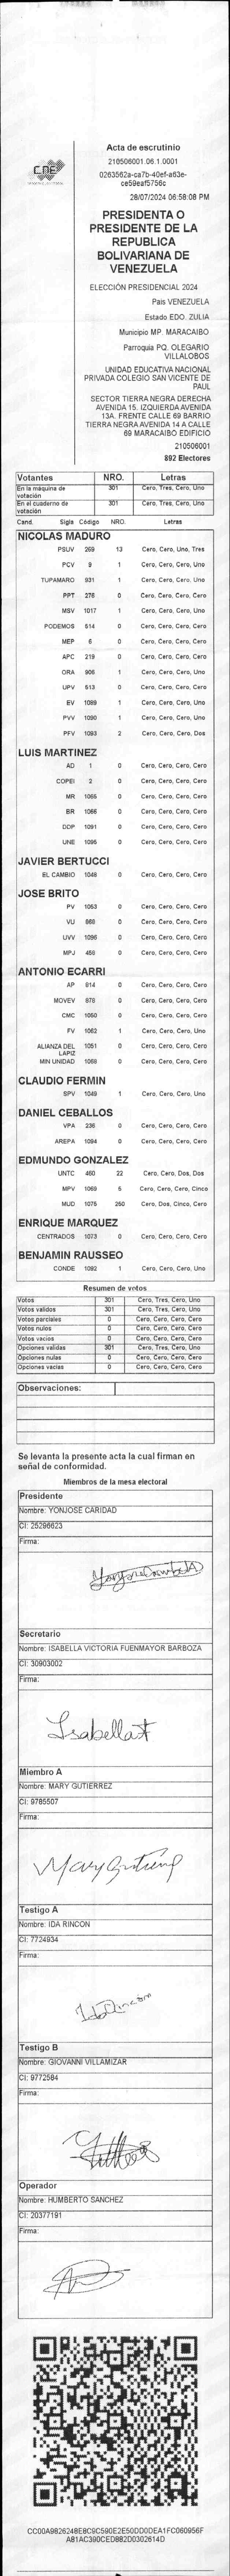 CNE
Acta de escrutinio
210506001.06.1.0001
0263562a-ca7b-40ef-a63e-
ce59eaf5756c
28/07/2024 06:58:08 PM
PRESIDENTA O
PRESIDENTE DE LA
REPUBLICA
BOLIVARIANA DE
VENEZUELA
ELECCIÓN PRESIDENCIAL 2024
Pais VENEZUELA
Estado EDO. ZULIA
Municipio MP. MARACAIBO
Parroquia PQ. OLEGARIO
VILLALOBOS
UNIDAD EDUCATIVA NACIONAL
PRIVADA COLEGIO SAN VICENTE DE
PAUL
SECTOR TIERRA NEGRA DERECHA
AVENIDA 15. IZQUIERDA AVENIDA
13A. FRENTE CALLE 69 BARRIO
TIERRA NEGRA AVENIDA 14 A CALLE
69 MARACAIBO EDIFICIO
210506001
892 Electores
Votantes NRO. Letras
En la maquina de votación 301 Cero, Tres, Cero, Uno
En el cuaderno de votación 301 Cero, Tres, Cero, Uno
Cand. Sigla Código NRO. Letras
NICOLAS MADURO
PSUV 269 13 Cero, Cero, Uno, Tres
PCV 9 1 Cero, Cero, Cero, Uno
TUPAMARO 931 1 Cero, Cero, Cero, Uno
PPT 276 0 Cero, Cero, Cero, Cero
MSV 1017 1 Cero, Cero, Cero, Uno
PODEMOS 514 0 Cero, Cero, Cero, Cero
MEP 6 0 Cero, Cero, Cero, Cero
APC 219 0 Cero, Cero, Cero, Cero
ORA 906 1 Cero, Cero, Cero, Uno
UPV 513 0 Cero, Cero, Cero, Cero
EV 1089 1 Cero, Cero, Cero, Uno
PVV 1090 1 Cero, Cero, Cero, Uno
PFV 1093 2 Cero, Cero, Cero, Dos
LUIS MARTINEZ
AD 1 0 Cero, Cero, Cero, Cero
COPEI 2 0 Cero, Cero, Cero, Cero
MR 1065 0 Cero, Cero, Cero, Cero
BR 1066 0 Cero, Cero, Cero, Cero
DDP 1091 0 Cero, Cero, Cero, Cero
UNE 1095 0 Cero, Cero, Cero, Cero
JAVIER BERTUCCI
EL CAMBIO 1048 0 Cero, Cero, Cero, Cero
JOSE BRITO
PV 1053 0 Cero, Cero, Cero, Cero
VU 968 0 Cero, Cero, Cero, Cero
UVV 1096 0 Cero, Cero, Cero, Cero
MPJ 455 0 Cero, Cero, Cero, Cero
ANTONIO ECARRI
AP 814 0 Cero, Cero, Cero, Cero
MOVEV 978 0 Cero, Cero, Cero, Cero
CMC 1050 0 Cero, Cero, Cero, Cero
FV 1062 1 Cero, Cero, Cero, Uno
ALIANZA DEL LAPIZ 1051 0 Cero, Cero, Cero, Cero
MIN UNIDAD 1069 0 Cero, Cero, Cero, Cero
CLAUDIO FERMIN
SPV 1049 1 Cero, Cero, Cero, Uno
DANIEL CEBALLOS
VPA 236 0 Cero, Cero, Cero, Cero
AREPA 1094 0 Cero, Cero, Cero, Cero
EDMUNDO GONZALEZ
UNTC 460 22 Cero, Cero, Dos, Dos
MPV 1069 5 Cero, Cero, Cero, Cinco
MUD 1075 250 Cero, Dos, Cinco, Cero
ENRIQUE MARQUEZ
CENTRADOS 1073 0 Cero, Cero, Cero, Cero
BENJAMIN RAUSSEO
CONDE 1092 1 Cero, Cero, Cero, Uno
Resumen de votos
Votos 301 Cero, Tres, Cero, Uno
Votos validos 301 Cero, Tres, Cero, Uno
Votos parciales 0 Cero, Cero, Cero, Cero
Votos nulos 0 Cero, Cero, Cero, Cero
Votos vacios 0 Cero, Cero, Cero, Cero
Opciones validas 301 Cero, Tres, Cero, Uno
Opciones nulas 0 Cero, Cero, Cero, Cero
Opciones vacias 0 Cero, Cero, Cero, Cero
Observaciones:
Se levanta la presente acta la cual firman en
señal de conformidad.
Miembros de la mesa electoral
Presidente
Nombre: YONJOSE CARIDAD
CI: 25296623
Firma:
Secretario
Nombre: ISABELLA VICTORIA FUENMAYOR BARBOZA
CI: 30903002
Firma:
Isabella F
Miembro A
Nombre: MARY GUTIERREZ
CI: 9785507
Firma:
Testigo A
Nombre: IDA RINCON
CI: 7724934
Firma:
Ida Rincón
Testigo B
Nombre: GIOVANNI VILLAMIZAR
CI: 9772584
Firma:
Operador
Nombre: HUMBERTO SANCHEZ
CI: 20377191
Firma:
CC00A9826248E8C9C590E2E50DD0DEA1FC060956F
A81AC390CED882D0302614D